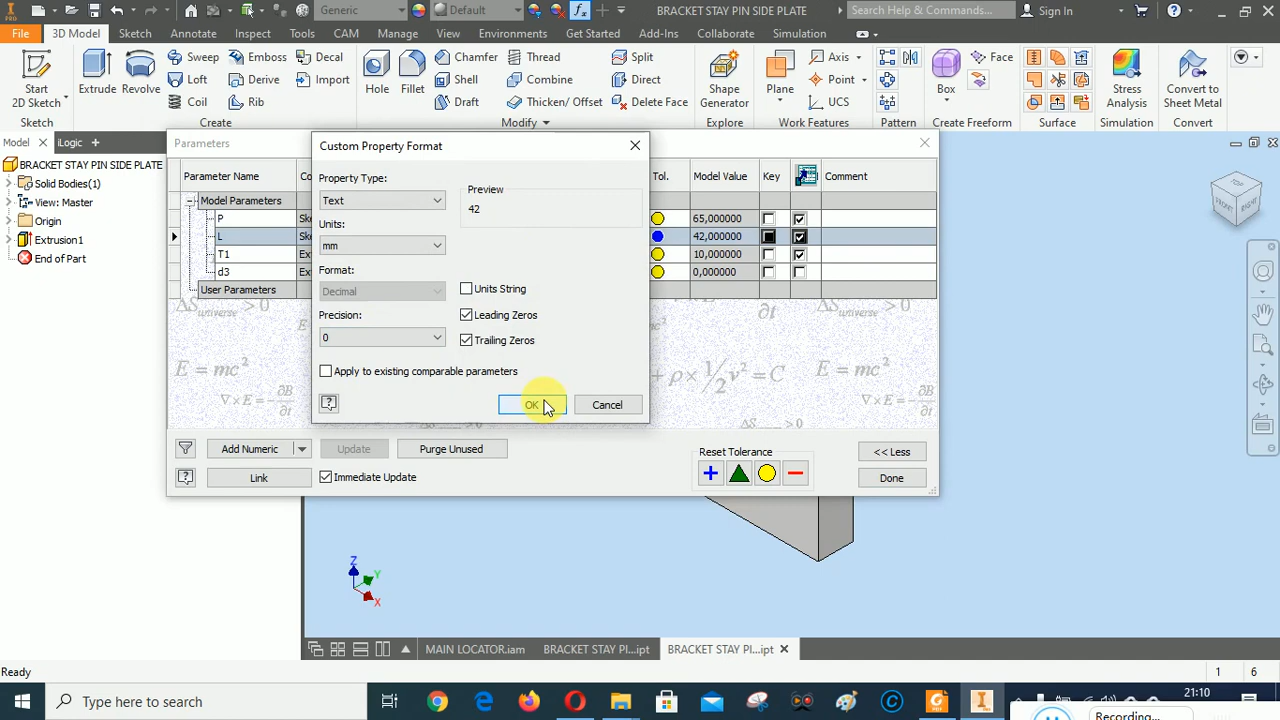 Generic
Default
fx
BRACKET STAY PIN SIDE PLATE
Search Help & Commands...
Sign In
File
3D Model
Sketch
Annotate
Inspect
Tools
CAM
Manage
View
Environments
Get Started
Add-Ins
Collaborate
Simulation
Start
2D Sketch
Extrude
Revolve
Sweep
Loft
Coil
Emboss
Derive
Rib
Decal
Import
Hole
Fillet
Chamfer
Shell
Draft
Thread
Combine
Thicken/ Offset
Split
Direct
Delete Face
Shape
Generator
Plane
Axis
Point
UCS
Box
Face
Stress
Analysis
Convert to
Sheet Metal
Sketch
Create
Modify
Explore
Work Features
Pattern
Create Freeform
Surface
Simulation
Convert
Model
iLogic
BRACKET STAY PIN SIDE PLATE
Solid Bodies(1)
View: Master
Origin
Extrusion1
End of Part
Parameters
Parameter Name
Tol.
Model Value
Key
Comment
Model Parameters
P
65,000000
L
42,000000
T1
10,000000
d3
0,000000
User Parameters
Custom Property Format
Property Type:
Text
Units:
mm
Format:
Decimal
Precision:
0
Preview
42
Units String
Leading Zeros
Trailing Zeros
Apply to existing comparable parameters
OK
Cancel
Add Numeric
Update
Purge Unused
Link
Immediate Update
Reset Tolerance
<< Less
Done
Z
Y
X
TOP
FRONT
RIGHT
MAIN LOCATOR.iam
BRACKET STAY PI...ipt
BRACKET STAY PI...ipt
Ready
1
6
Type here to search
21:10
Recording...